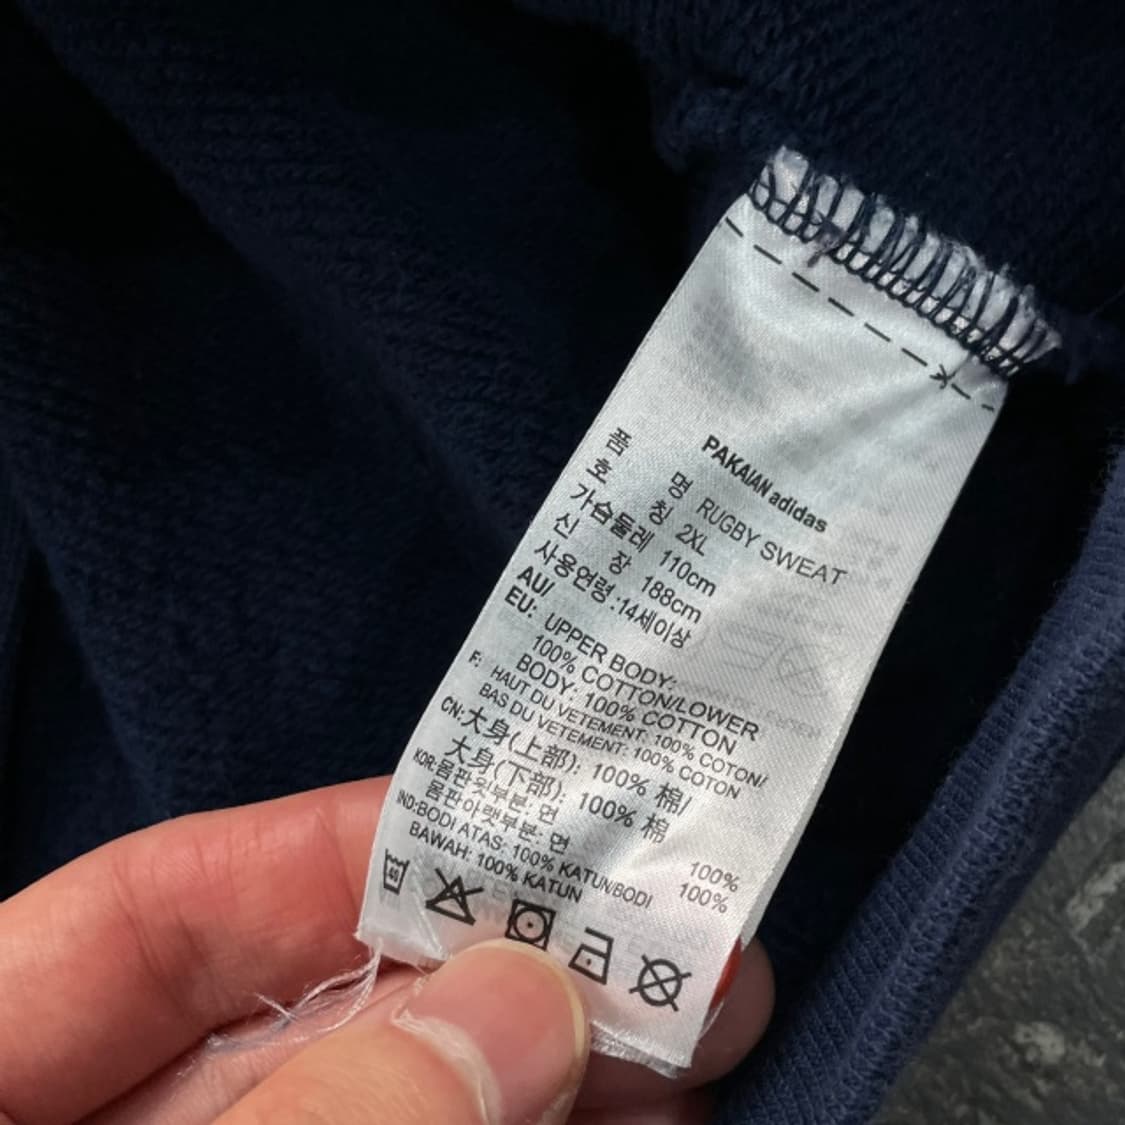 PAKAIAN adidas
품 명 RUGBY SWEAT
호 칭 2XL
가슴둘레 110cm
신 장 188cm
사용연령 :14세이상
AU/
EU: UPPER BODY:
100% COTTON/LOWER
BODY: 100% COTTON
F: HAUT DU VETEMENT: 100% COTON/
BAS DU VETEMENT: 100% COTON
CN:大身(上部): 100% 棉/
大身(下部): 100% 棉
KOR:몸판윗부분: 면 100%
몸판아랫부분: 면 100%
IND:BODI ATAS: 100% KATUN/BODI
BAWAH: 100% KATUN